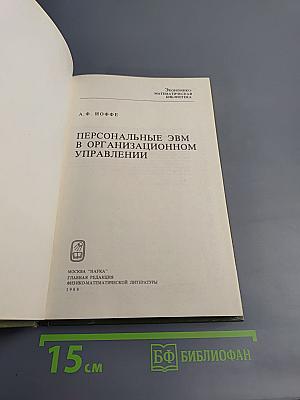 Экономико-
математическая
библиотека
А.Ф. ИОФФЕ
ПЕРСОНАЛЬНЫЕ ЭВМ
В ОРГАНИЗАЦИОННОМ
УПРАВЛЕНИИ
МОСКВА "НАУКА"
ГЛАВНАЯ РЕДАКЦИЯ
ФИЗИКО-МАТЕМАТИЧЕСКОЙ ЛИТЕРАТУРЫ
1988
15 см
БФ БИБЛИОФАН